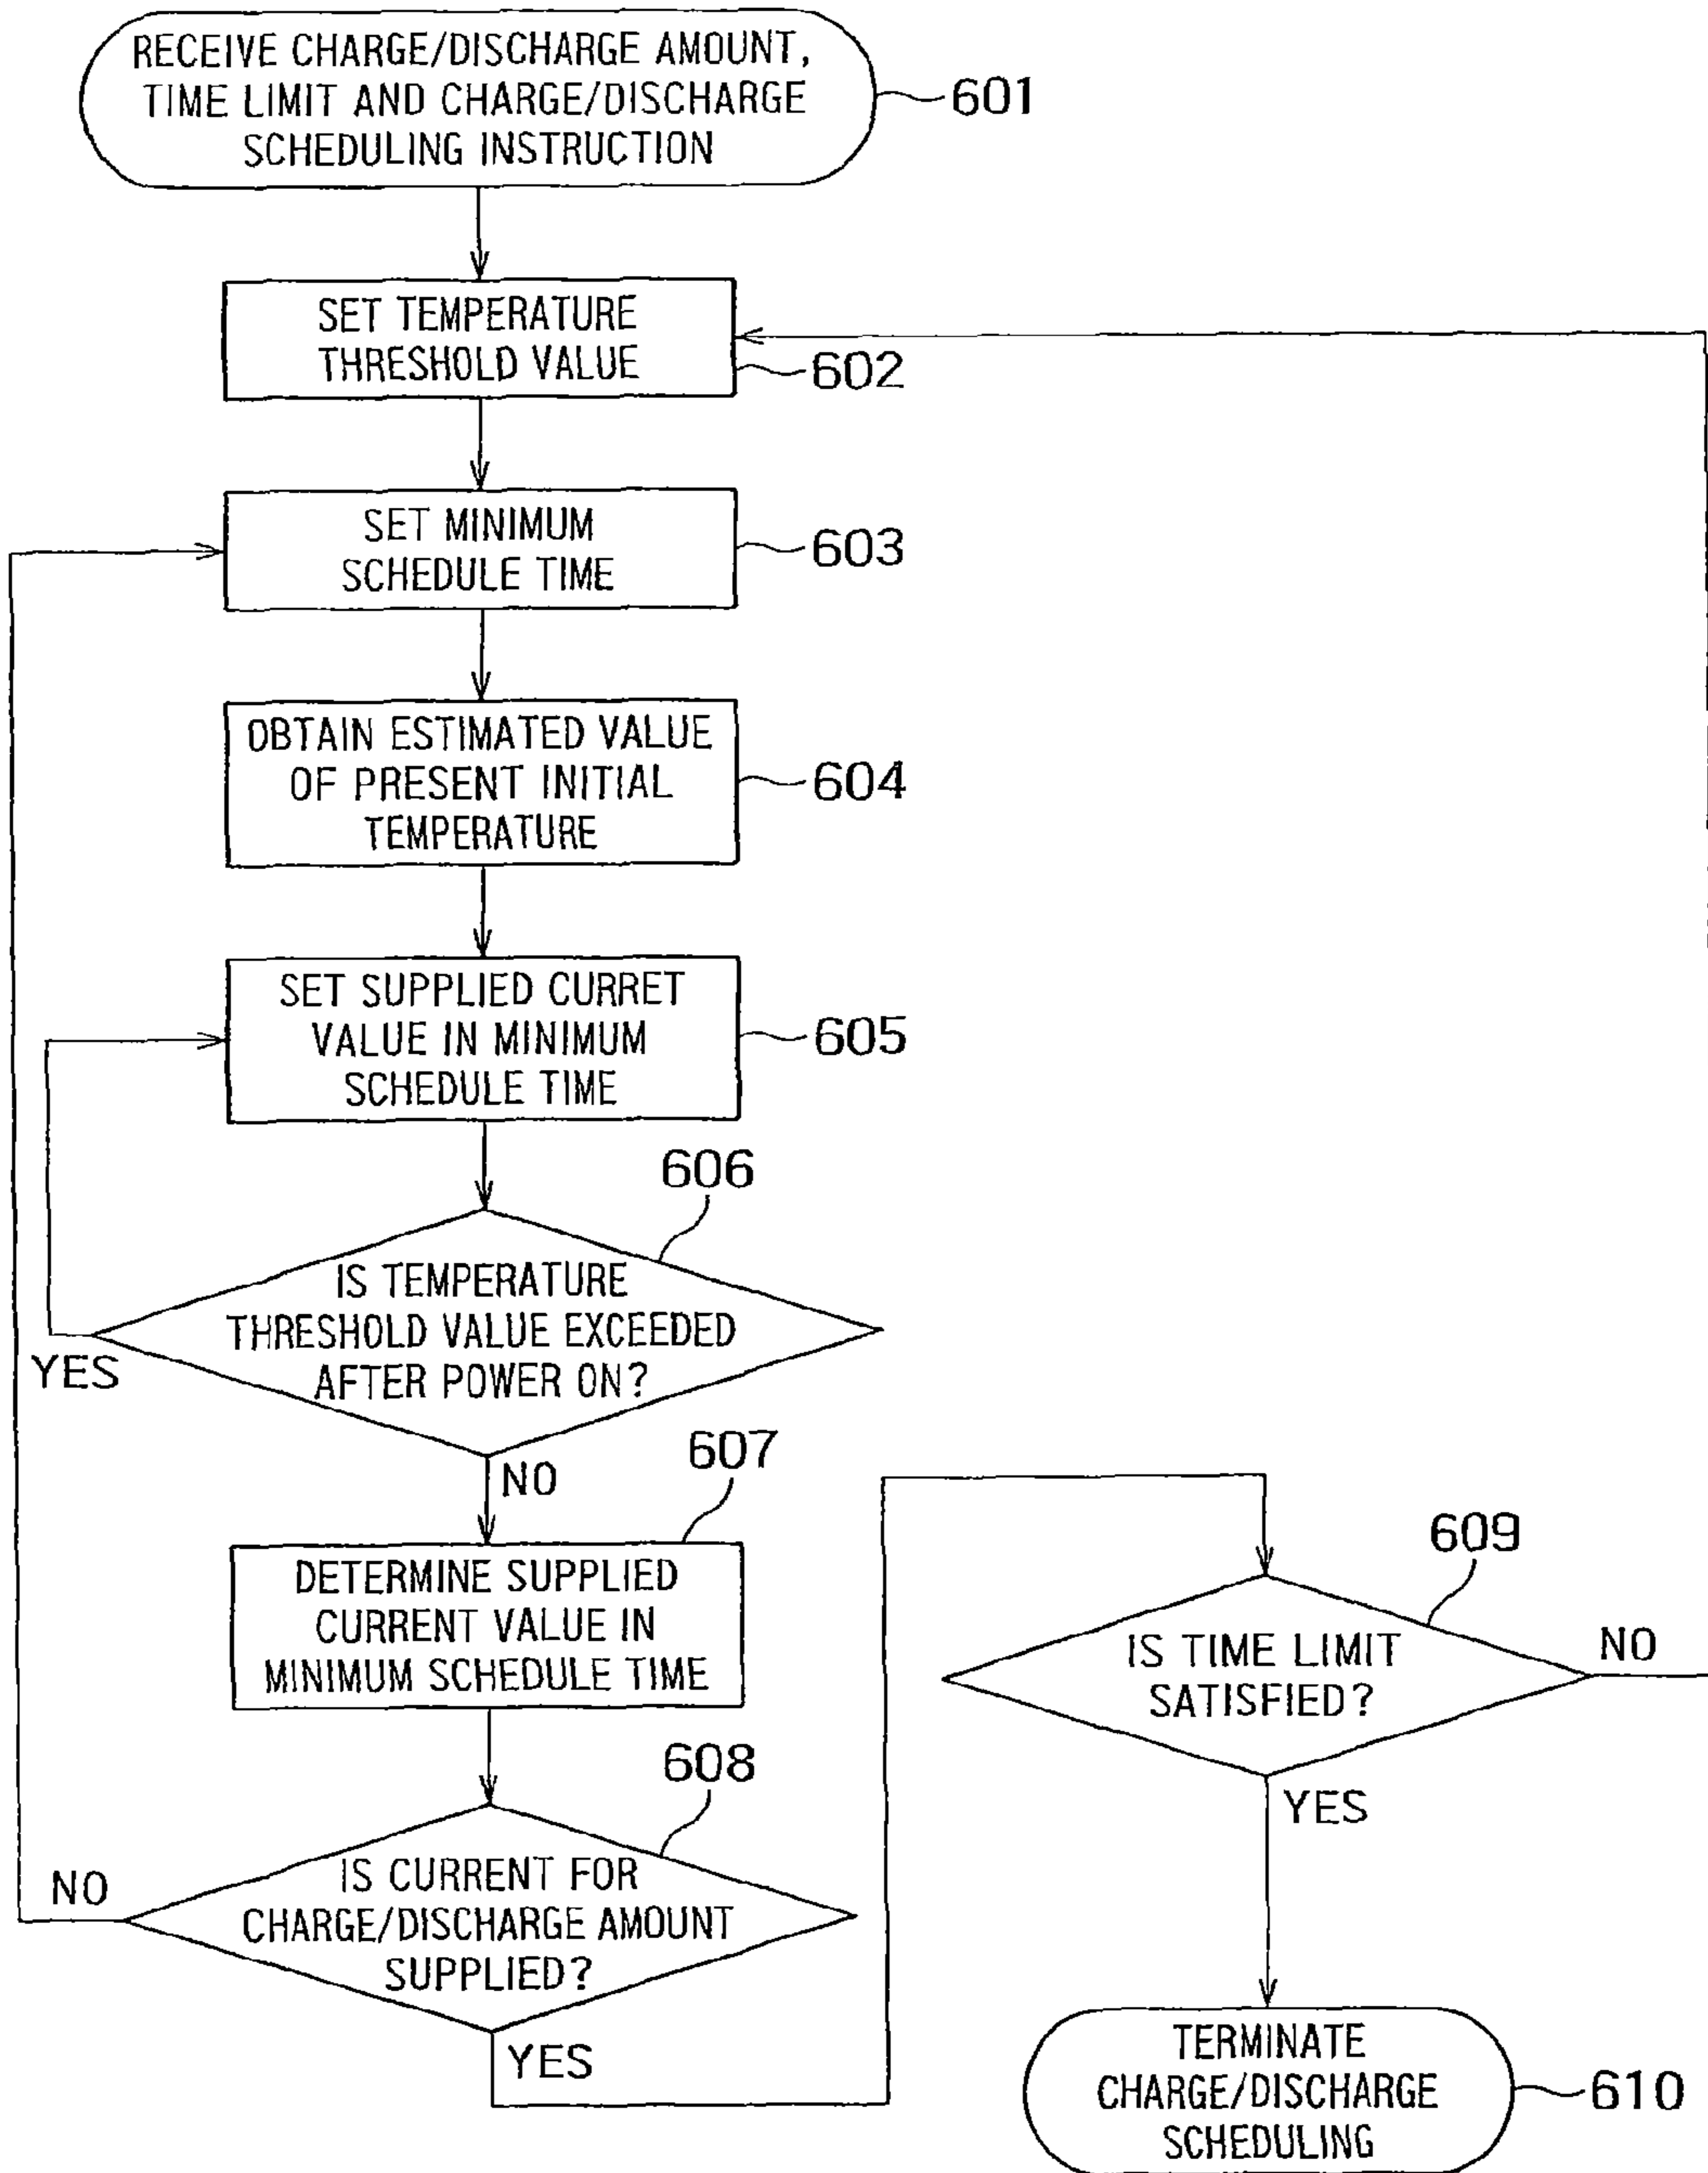 RECEIVE CHARGE/DISCHARGE AMOUNT,
TIME LIMIT AND CHARGE/DISCHARGE
SCHEDULING INSTRUCTION
601
SET TEMPERATURE
THRESHOLD VALUE
602
SET MINIMUM
SCHEDULE TIME
603
OBTAIN ESTIMATED VALUE
OF PRESENT INITIAL
TEMPERATURE
604
SET SUPPLIED CURRET
VALUE IN MINIMUM
SCHEDULE TIME
605
606
IS TEMPERATURE
THRESHOLD VALUE EXCEEDED
AFTER POWER ON?
YES
NO
607
DETERMINE SUPPLIED
CURRENT VALUE IN
MINIMUM SCHEDULE TIME
608
IS CURRENT FOR
CHARGE/DISCHARGE AMOUNT
SUPPLIED?
NO
YES
609
IS TIME LIMIT
SATISFIED?
NO
YES
TERMINATE
CHARGE/DISCHARGE
SCHEDULING
610